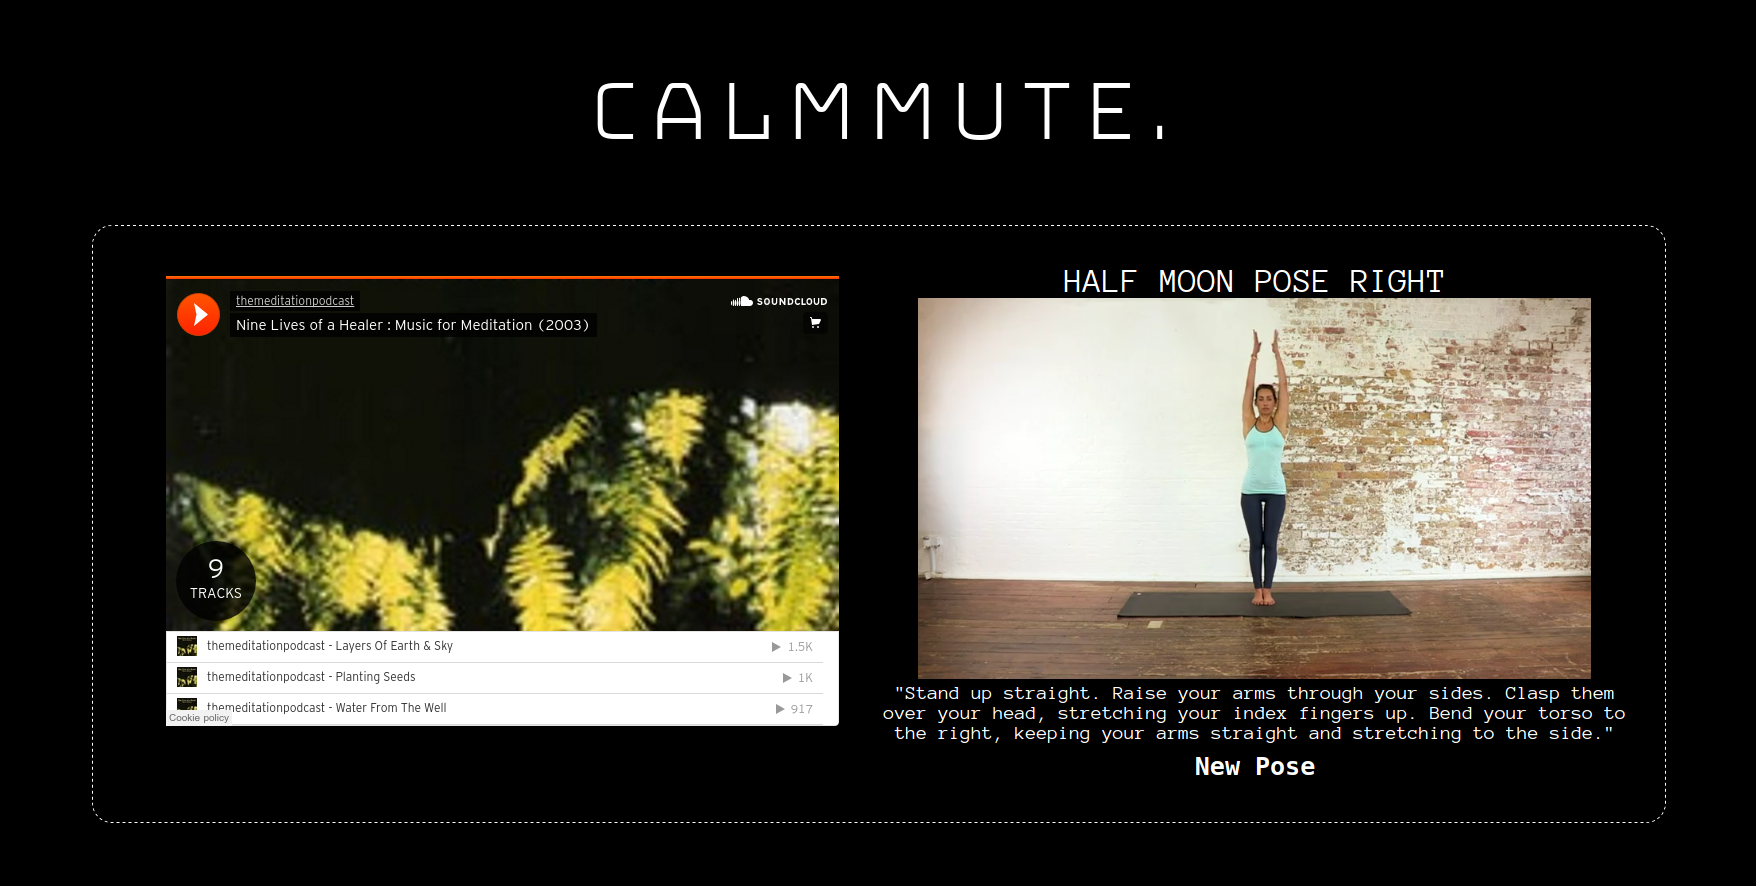 CALMMUTE.
themeditationpodcast
SOUNDCLOUD
Nine Lives of a Healer : Music for Meditation (2003)
9
TRACKS
themeditationpodcast - Layers Of Earth & Sky 1.5K
themeditationpodcast - Planting Seeds 1K
themeditationpodcast - Water From The Well 917
Cookie policy
HALF MOON POSE RIGHT
"Stand up straight. Raise your arms through your sides. Clasp them
over your head, stretching your index fingers up. Bend your torso to
the right, keeping your arms straight and stretching to the side."
New Pose